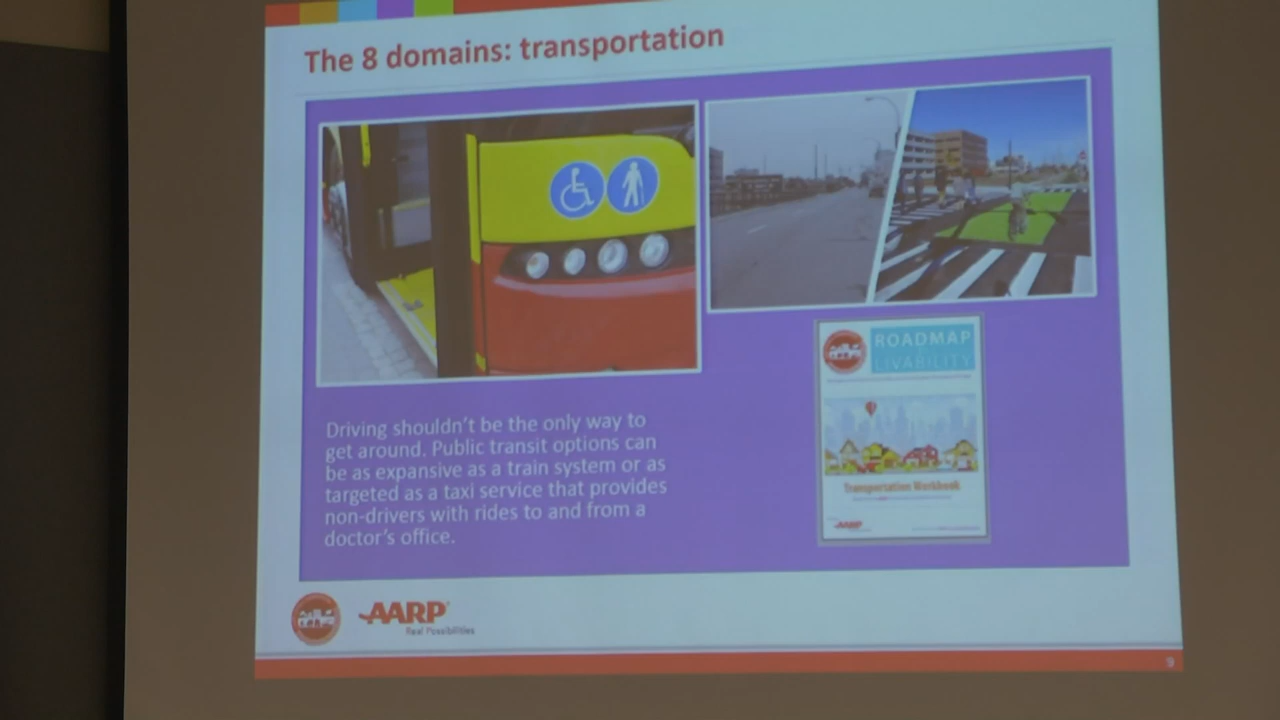 The 8 domains: transportation
Driving shouldn't be the only way to
get around. Public transit options can
be as expansive as a train system or as
targeted as a taxi service that provides
non-drivers with rides to and from a
doctor's office.
ROADMAP
LIVABILITY
Transportation Workbook
AARP
AARP
Real Possibilities
9